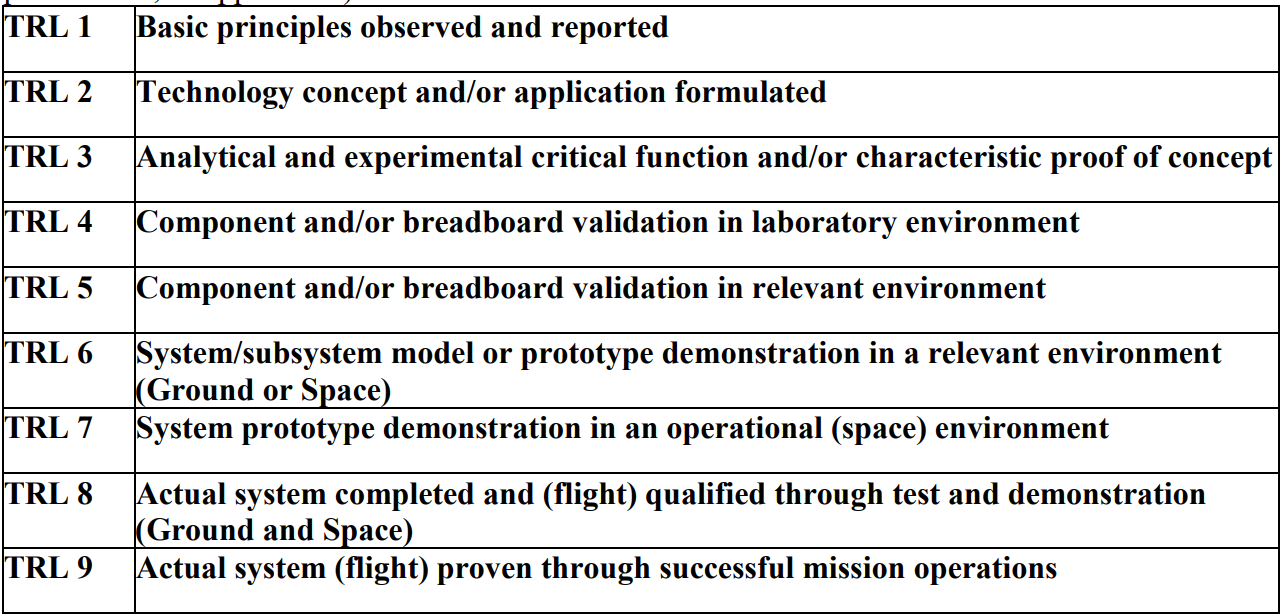 TRL 1 Basic principles observed and reported
TRL 2 Technology concept and/or application formulated
TRL 3 Analytical and experimental critical function and/or characteristic proof of concept
TRL 4 Component and/or breadboard validation in laboratory environment
TRL 5 Component and/or breadboard validation in relevant environment
TRL 6 System/subsystem model or prototype demonstration in a relevant environment
(Ground or Space)
TRL 7 System prototype demonstration in an operational (space) environment
TRL 8 Actual system completed and (flight) qualified through test and demonstration
(Ground and Space)
TRL 9 Actual system (flight) proven through successful mission operations